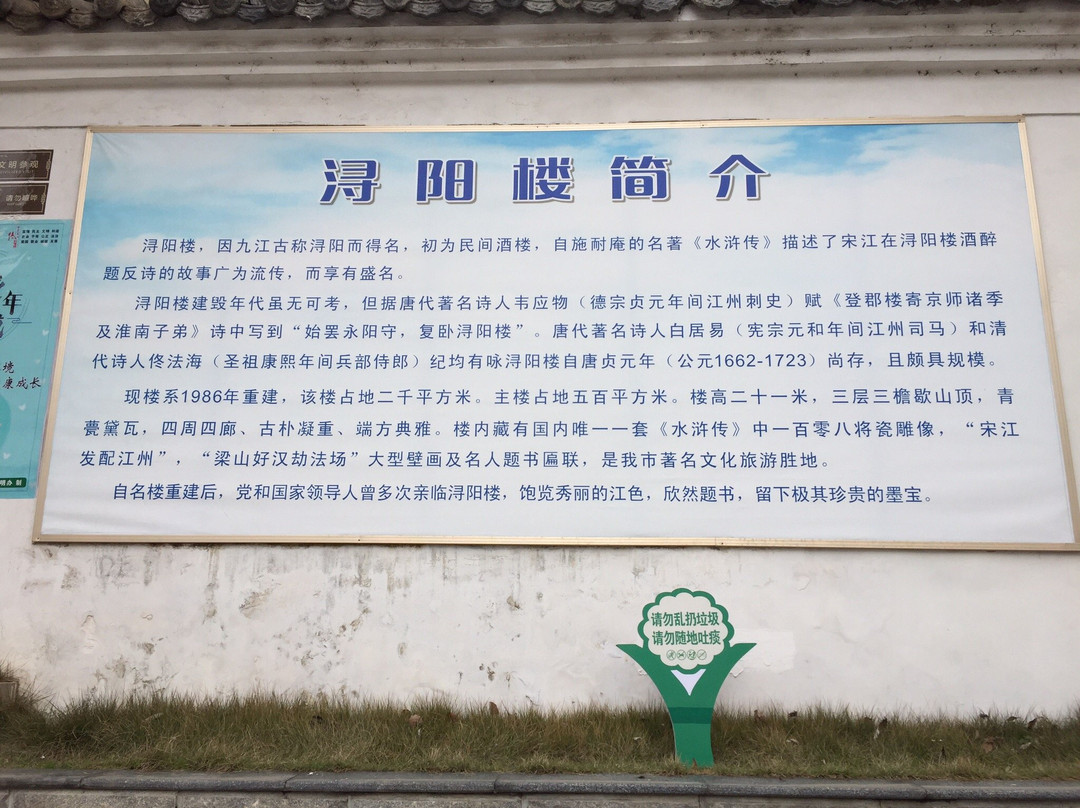 浔阳楼简介
浔阳楼，因九江古称浔阳而得名，初为民间酒楼，自施耐庵的名著《水浒传》描述了宋江在浔阳楼酒醉
题反诗的故事广为流传，而享有盛名。
浔阳楼建毁年代虽无可考，但据唐代著名诗人韦应物（德宗贞元年间江州刺史）赋《登郡楼寄京师诸季
及淮南子弟》诗中写到“始罢永阳守，复卧浔阳楼”。唐代著名诗人白居易（宪宗元和年间江州司马）和清
代诗人佟法海（圣祖康熙年间兵部侍郎）纪均有咏浔阳楼自唐贞元年（公元1662-1723）尚存，且颇具规模。
现楼系1986年重建，该楼占地二千平方米。主楼占地五百平方米。楼高二十一米，三层三檐歇山顶，青
甍黛瓦，四周四廊、古朴凝重、端方典雅。楼内藏有国内唯一一套《水浒传》中一百零八将瓷雕像，“宋江
发配江州”，“梁山好汉劫法场”大型壁画及名人题书匾联，是我市著名文化旅游胜地。
自名楼重建后，党和国家领导人曾多次亲临浔阳楼，饱览秀丽的江色，欣然题书，留下极其珍贵的墨宝。
文明参观
请勿喧哗
年
境
康成长
明办 宣
请勿乱扔垃圾
请勿随地吐痰